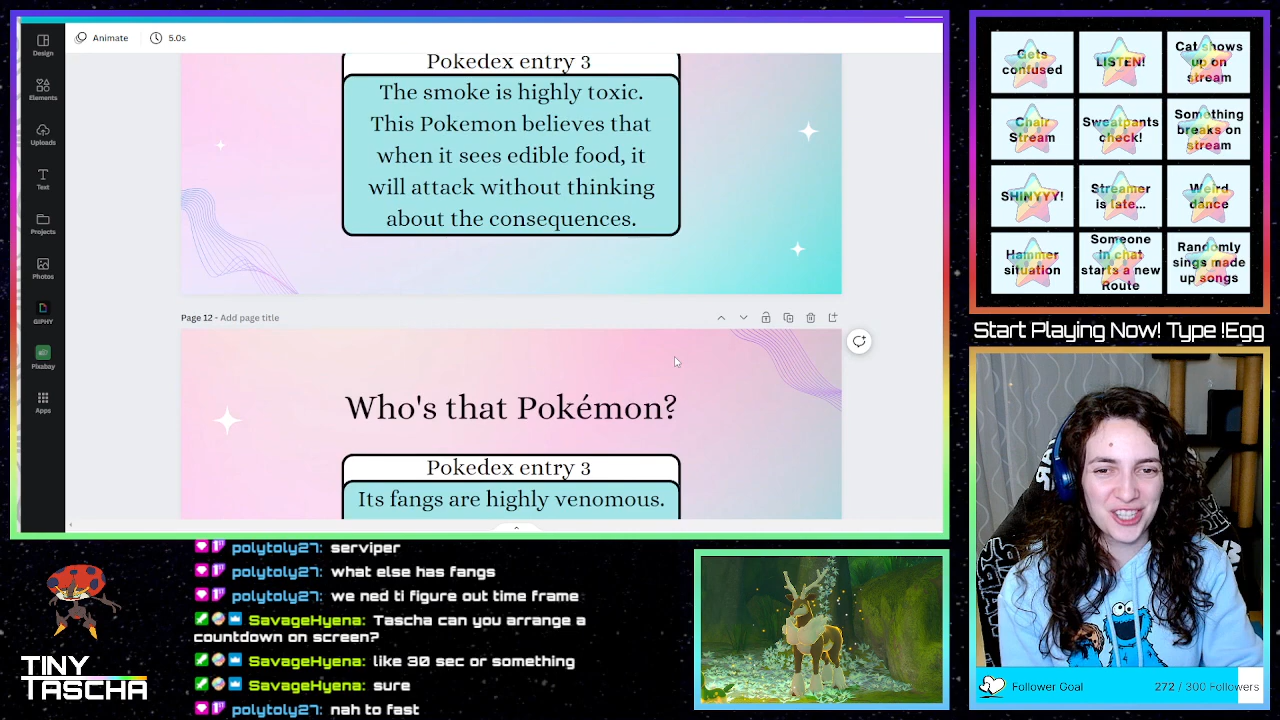 Animate
5.0s
Design
Elements
Uploads
Text
Projects
Photos
GIPHY
Pixabay
Apps
Pokedex entry 3
The smoke is highly toxic.
This Pokemon believes that
when it sees edible food, it
will attack without thinking
about the consequences.
Page 12 - Add page title
Who's that Pokémon?
Pokedex entry 3
Its fangs are highly venomous.
Gets
confused
LISTEN!
Cat shows
up on
stream
Chair
Stream
Sweatpants
check!
Something
breaks on
stream
SHINYYY!
Streamer
is late...
Weird
dance
Hammer
situation
Someone
in chat
starts a new
Route
Randomly
sings made
up songs
Start Playing Now! Type !Egg
polytoly27: serviper
polytoly27: what else has fangs
polytoly27: we ned ti figure out time frame
SavageHyena: Tascha can you arrange a
countdown on screen?
SavageHyena: like 30 sec or something
SavageHyena: sure
polytoly27: nah to fast
TINY
TASCHA
Follower Goal
272 / 300 Followers